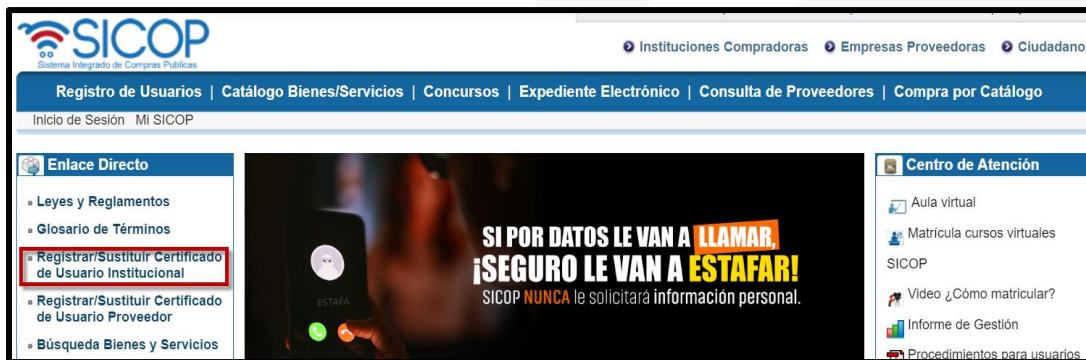 SICOP
Sistema Integrado de Compras Publicas
Instituciones Compradoras Empresas Proveedoras Ciudadano
Registro de Usuarios | Catálogo Bienes/Servicios | Concursos | Expediente Electrónico | Consulta de Proveedores | Compra por Catálogo
Inicio de Sesión Mi SICOP
Enlace Directo
Leyes y Reglamentos
Glosario de Términos
Registrar/Sustituir Certificado
de Usuario Institucional
Registrar/Sustituir Certificado
de Usuario Proveedor
Búsqueda Bienes y Servicios
ESTAFA
SI POR DATOS LE VAN A LLAMAR,
¡SEGURO LE VAN A ESTAFAR!
SICOP NUNCA le solicitará información personal.
Centro de Atención
Aula virtual
Matrícula cursos virtuales
SICOP
Video ¿Cómo matricular?
Informe de Gestión
Procedimientos para usuarios